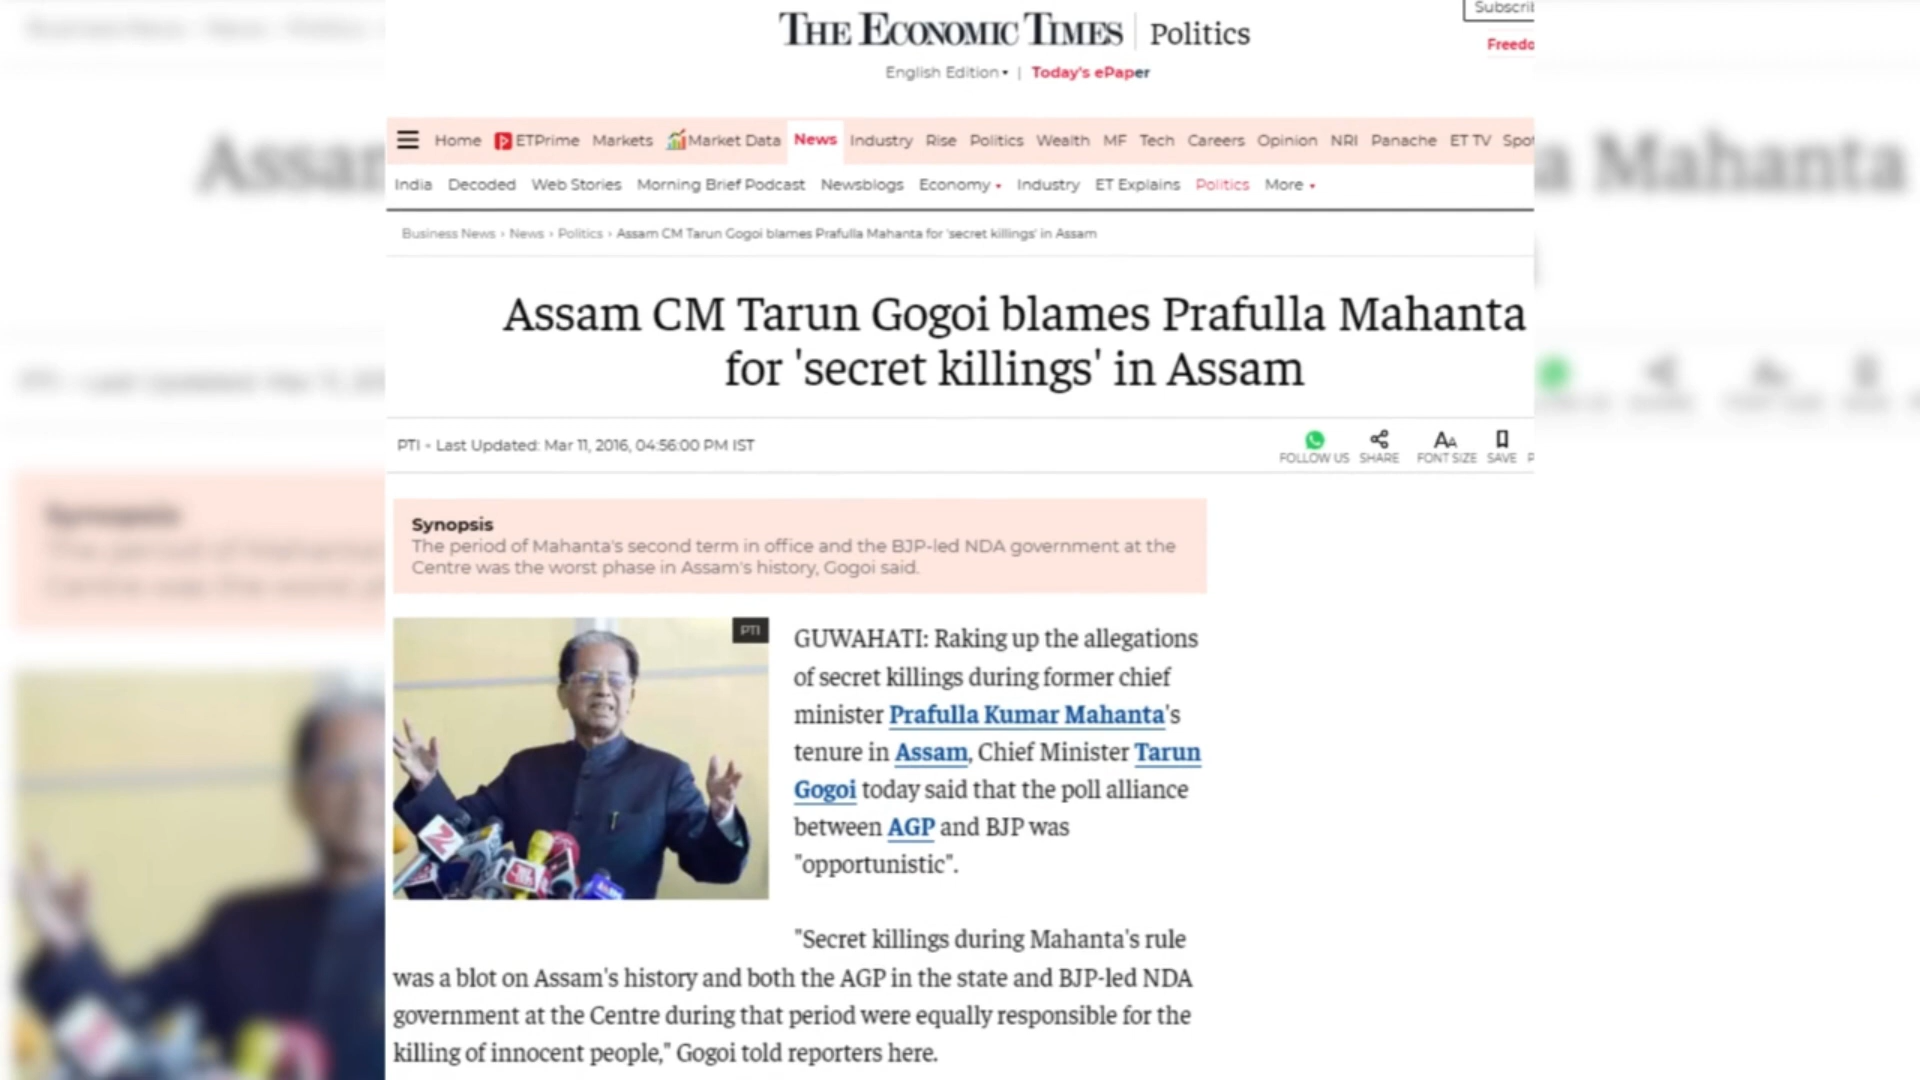 THE ECONOMIC TIMES | Politics
Subscrib
Freedo
English Edition | Today's ePaper
Home ETPrime Markets Market Data News Industry Rise Politics Wealth MF Tech Careers Opinion NRI Panache ET TV Spot
India Decoded Web Stories Morning Brief Podcast Newsblogs Economy Industry ET Explains Politics More
Business News › News › Politics › Assam CM Tarun Gogoi blames Prafulla Mahanta for 'secret killings' in Assam
Assam CM Tarun Gogoi blames Prafulla Mahanta
for 'secret killings' in Assam
PTI • Last Updated: Mar 11, 2016, 04:56:00 PM IST
FOLLOW US SHARE FONT SIZE SAVE P
Synopsis
The period of Mahanta's second term in office and the BJP-led NDA government at the
Centre was the worst phase in Assam's history, Gogoi said.
PTI
GUWAHATI: Raking up the allegations
of secret killings during former chief
minister Prafulla Kumar Mahanta's
tenure in Assam, Chief Minister Tarun
Gogoi today said that the poll alliance
between AGP and BJP was
"opportunistic".
"Secret killings during Mahanta's rule
was a blot on Assam's history and both the AGP in the state and BJP-led NDA
government at the Centre during that period were equally responsible for the
killing of innocent people," Gogoi told reporters here.